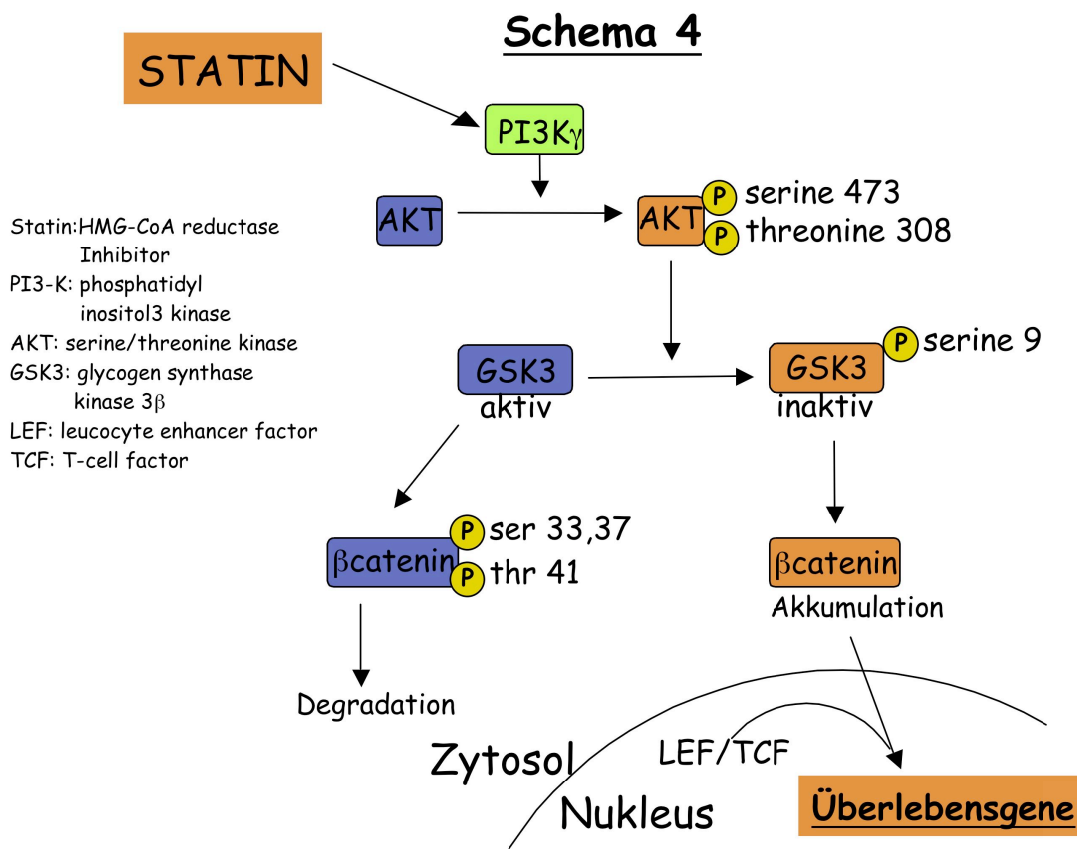 Schema 4
STATIN
PI3Kγ
AKT
AKT
P
serine 473
P
threonine 308
Statin:HMG-CoA reductase
Inhibitor
PI3-K: phosphatidyl
inositol3 kinase
AKT: serine/threonine kinase
GSK3: glycogen synthase
kinase 3β
LEF: leucocyte enhancer factor
TCF: T-cell factor
GSK3
aktiv
GSK3
P
serine 9
inaktiv
βcatenin
P
ser 33,37
P
thr 41
βcatenin
Akkumulation
Degradation
Zytosol
LEF/TCF
Nukleus
Überlebensgene